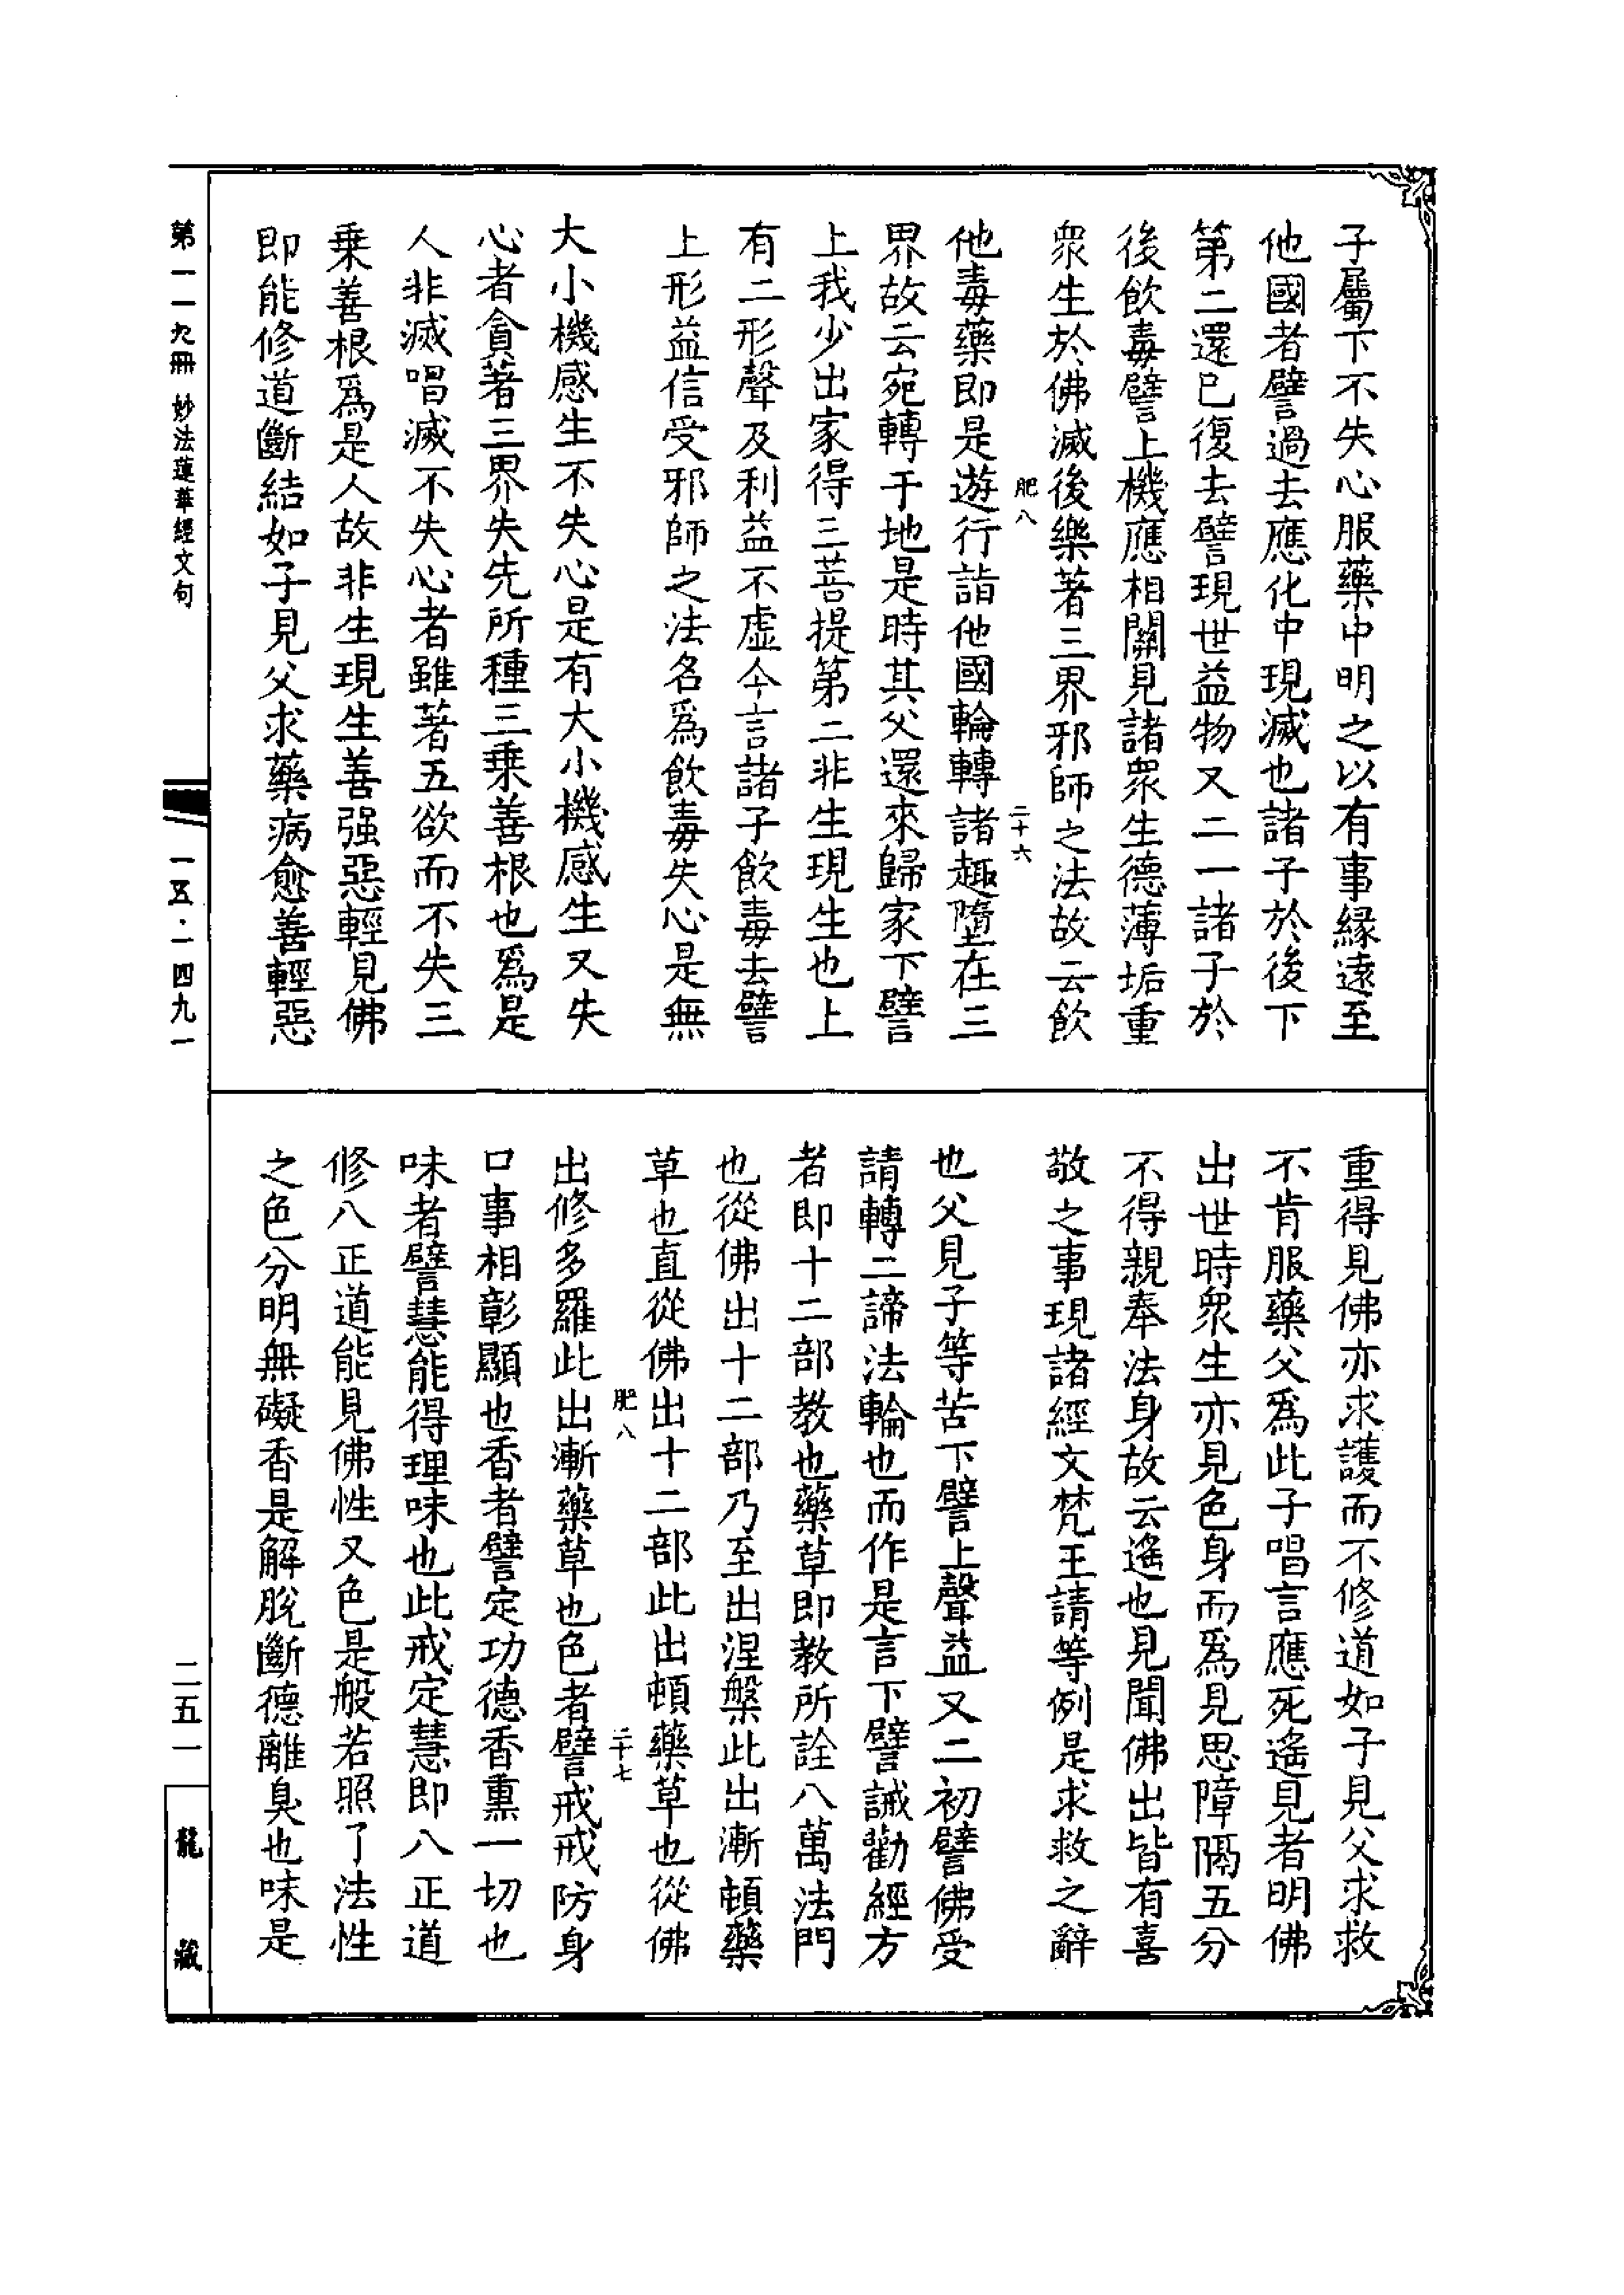 子屬下不失心服藥中明之以有事緣遠至
他國者譬過去應化中現滅也諸子於後下
第二還已復去譬現世益物又二一諸子於
後飲毒譬上機應相關見諸眾生德薄垢重
眾生於佛滅後樂著三界邪師之法故云飲
肥八 二十六
他毒藥即是遊行詣他國輪轉諸趣墮在三
界故云宛轉于地是時其父還來歸家下譬
上我少出家得三菩提第二非生現生也上
有二形聲及利益不虛今言諸子飲毒去譬
上形益信受邪師之法名為飲毒失心是無
大小機感生不失心是有大小機感生又失
心者貪著三界失先所種三乘善根也為是
人非滅唱滅不失心者雖著五欲而不失三
乘善根為是人故非生現生善强惡輕見佛
即能修道斷結如子見父求藥病愈善輕惡
重得見佛亦求護而不修道如子見父求救
不肯服藥父為此子唱言應死遙見者明佛
出世時眾生亦見色身而為見思障隔五分
不得親奉法身故云遙也見聞佛出皆有喜
敬之事現諸經文梵王請等例是求救之辭
也父見子等苦下譬上聲益又二初譬佛受
請轉二諦法輪也而作是言下譬誡勸經方
者即十二部教也藥草即教所詮八萬法門
也從佛出十二部乃至出涅槃此出漸頓藥
草也直從佛出十二部此出頓藥草也從佛
肥八 二十七
出修多羅此出漸藥草也色者譬戒戒防身
口事相彰顯也香者譬定功德香熏一切也
味者譬慧能得理味也此戒定慧即八正道
修八正道能見佛性又色是般若照了法性
之色分明無礙香是解脫斷德離臭也味是
第一一九冊 妙法蓮華經文句
一五·一四九一
二五一
龍藏